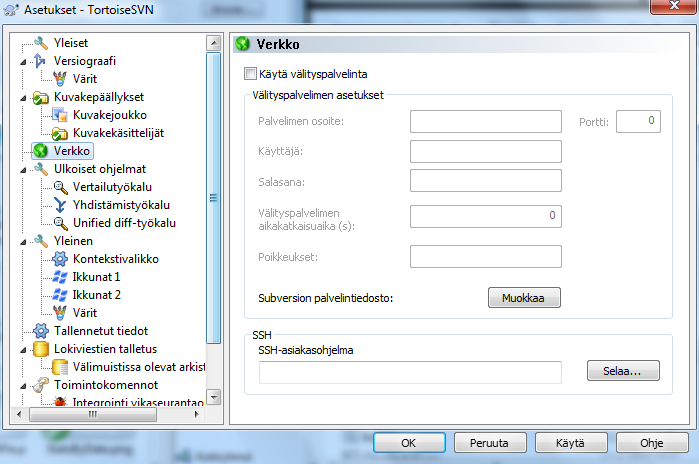 Asetukset - TortoiseSVN
Yleiset
Versiograafi
Värit
Kuvakepäällykset
Kuvakejoukko
Kuvakekäsittelijät
Verkko
Ulkoiset ohjelmat
Vertailutyökalu
Yhdistämistyökalu
Unified diff-työkalu
Yleinen
Kontekstivalikko
Ikkunat 1
Ikkunat 2
Värit
Tallennetut tiedot
Lokiviestien talletus
Välimuistissa olevat arkist
Toimintokomennot
Integrointi vikaseurantao
Verkko
Käytä välityspalvelinta
Välityspalvelimen asetukset
Palvelimen osoite:
Portti: 0
Käyttäjä:
Salasana:
Välityspalvelimen
aikakatkaisuaika (s): 0
Poikkeukset:
Subversion palvelintiedosto: Muokkaa
SSH
SSH-asiakasohjelma
Selaa...
OK Peruuta Käytä Ohje